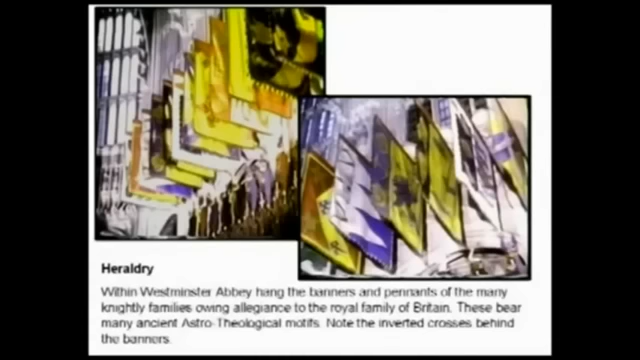 Heraldry
Within Westminster Abbey hang the banners and pennants of the many
knightly families owing allegiance to the royal family of Britain. These bear
many ancient Astro-Theological motifs. Note the inverted crosses behind
the banners.